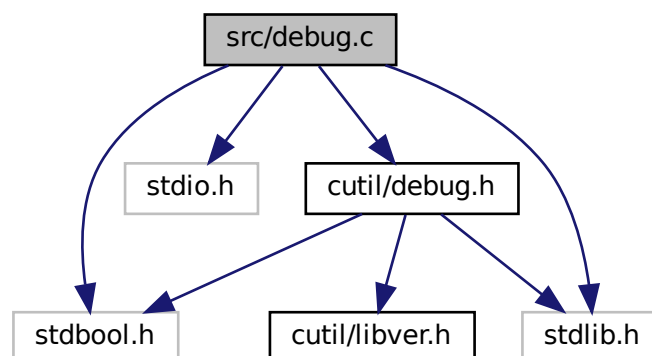 src/debug.c
stdio.h
cutil/debug.h
stdbool.h
cutil/libver.h
stdlib.h